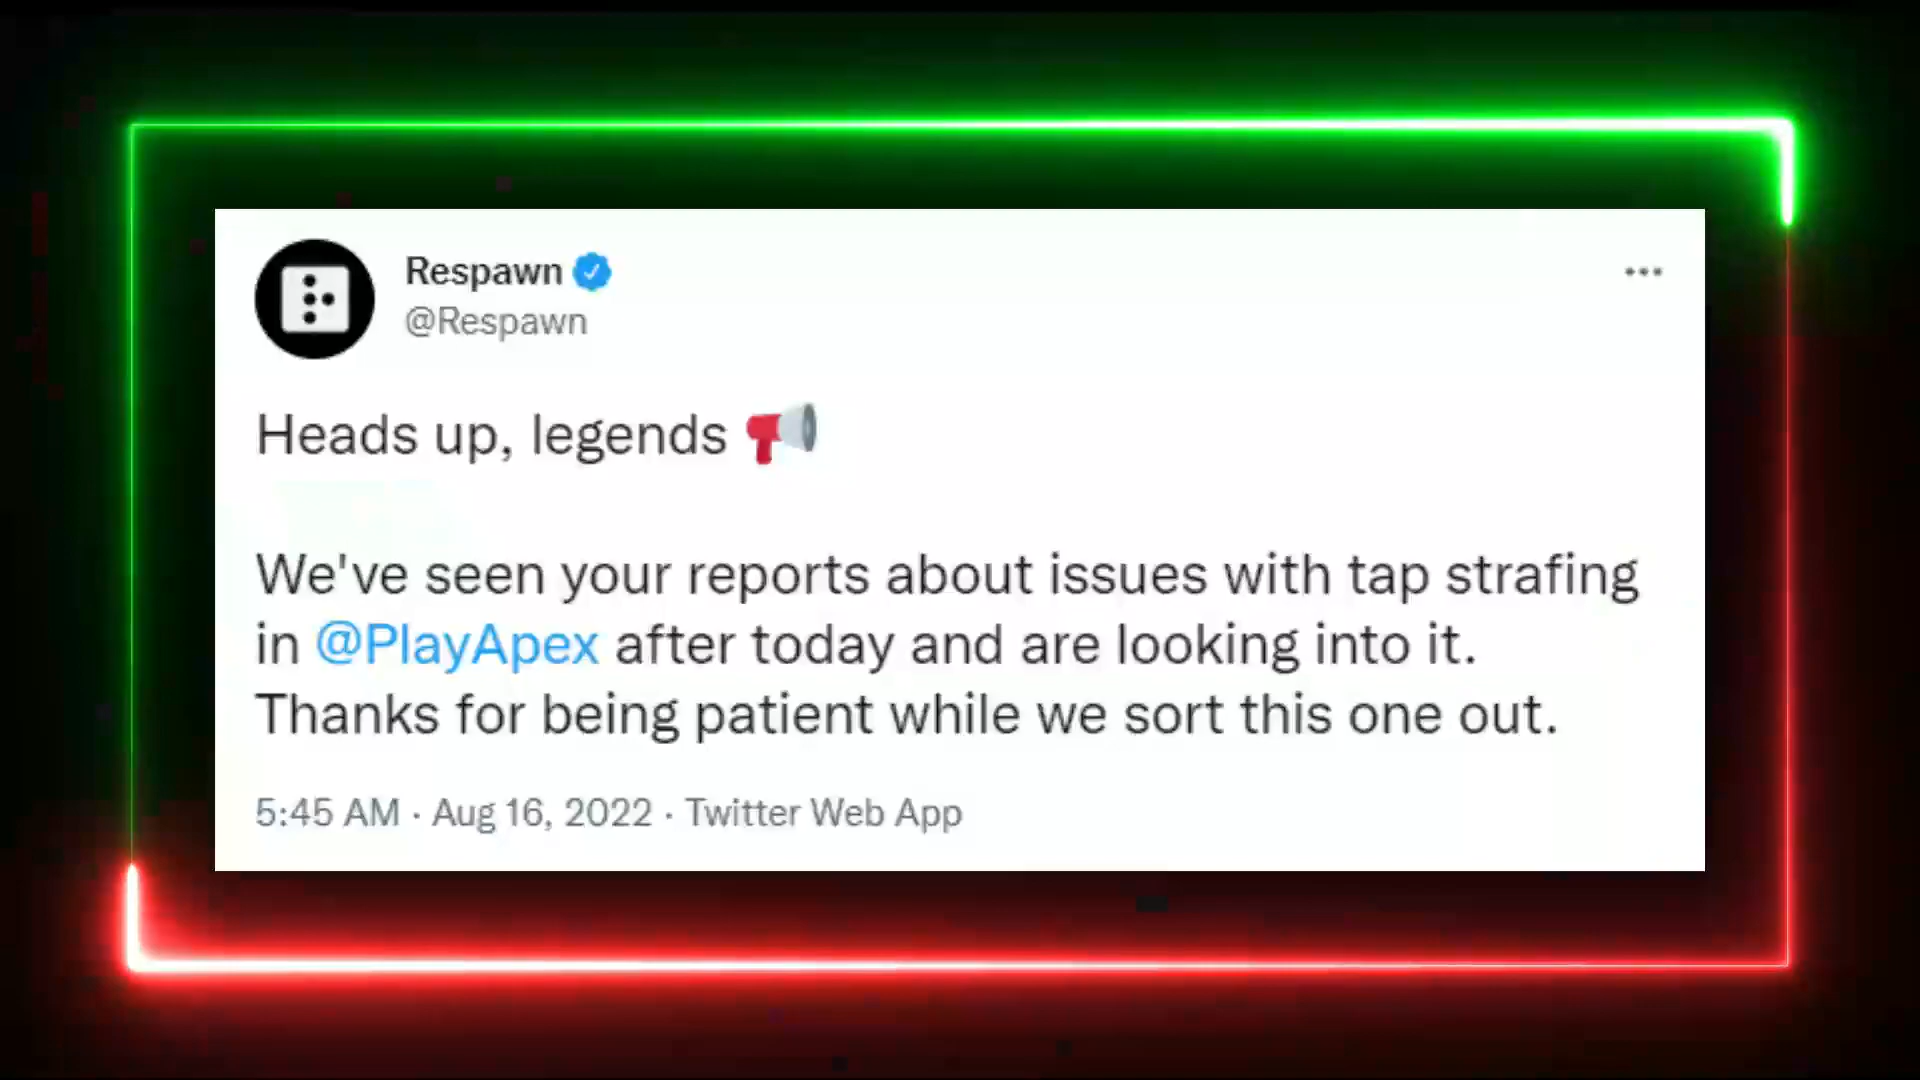 Respawn
@Respawn
Heads up, legends 📢
We've seen your reports about issues with tap strafing
in @PlayApex after today and are looking into it.
Thanks for being patient while we sort this one out.
5:45 AM · Aug 16, 2022 · Twitter Web App